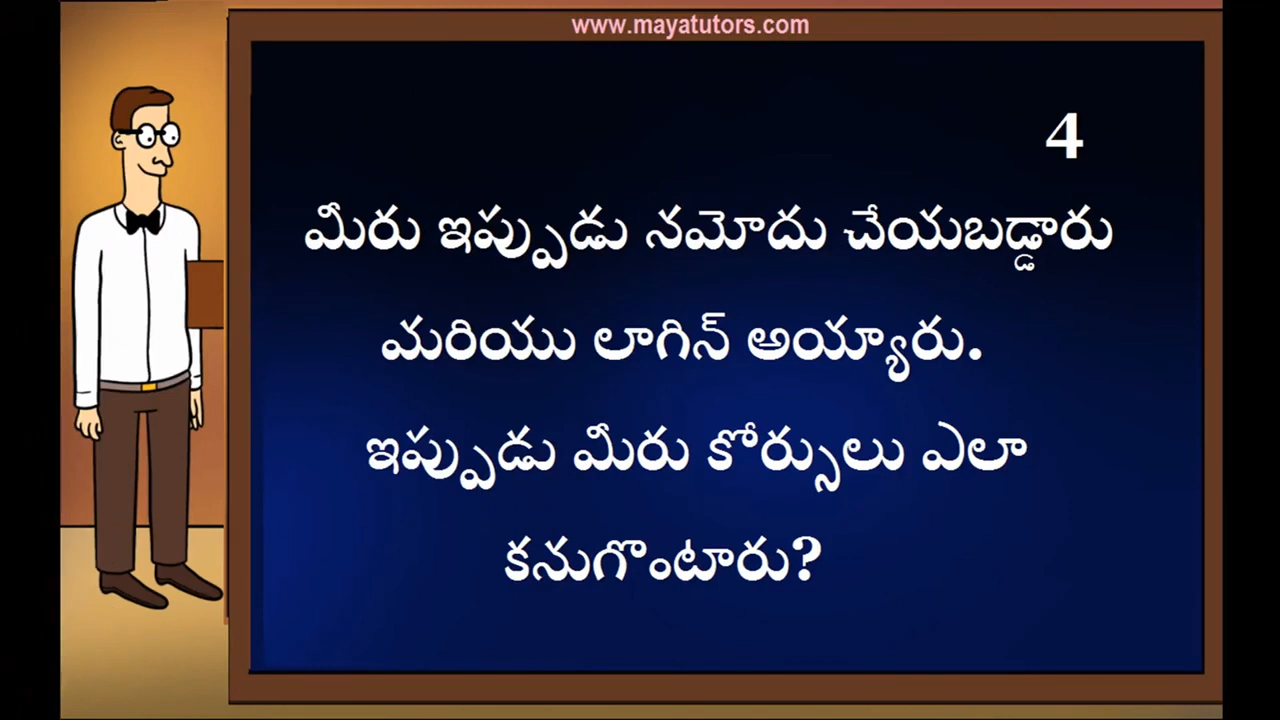 www.mayatutors.com
4
మీరు ఇప్పుడు నమోదు చేయబడ్డారు
మరియు లాగిన్ అయ్యారు.
ఇప్పుడు మీరు కోర్సులు ఎలా
కనుగొంటారు?